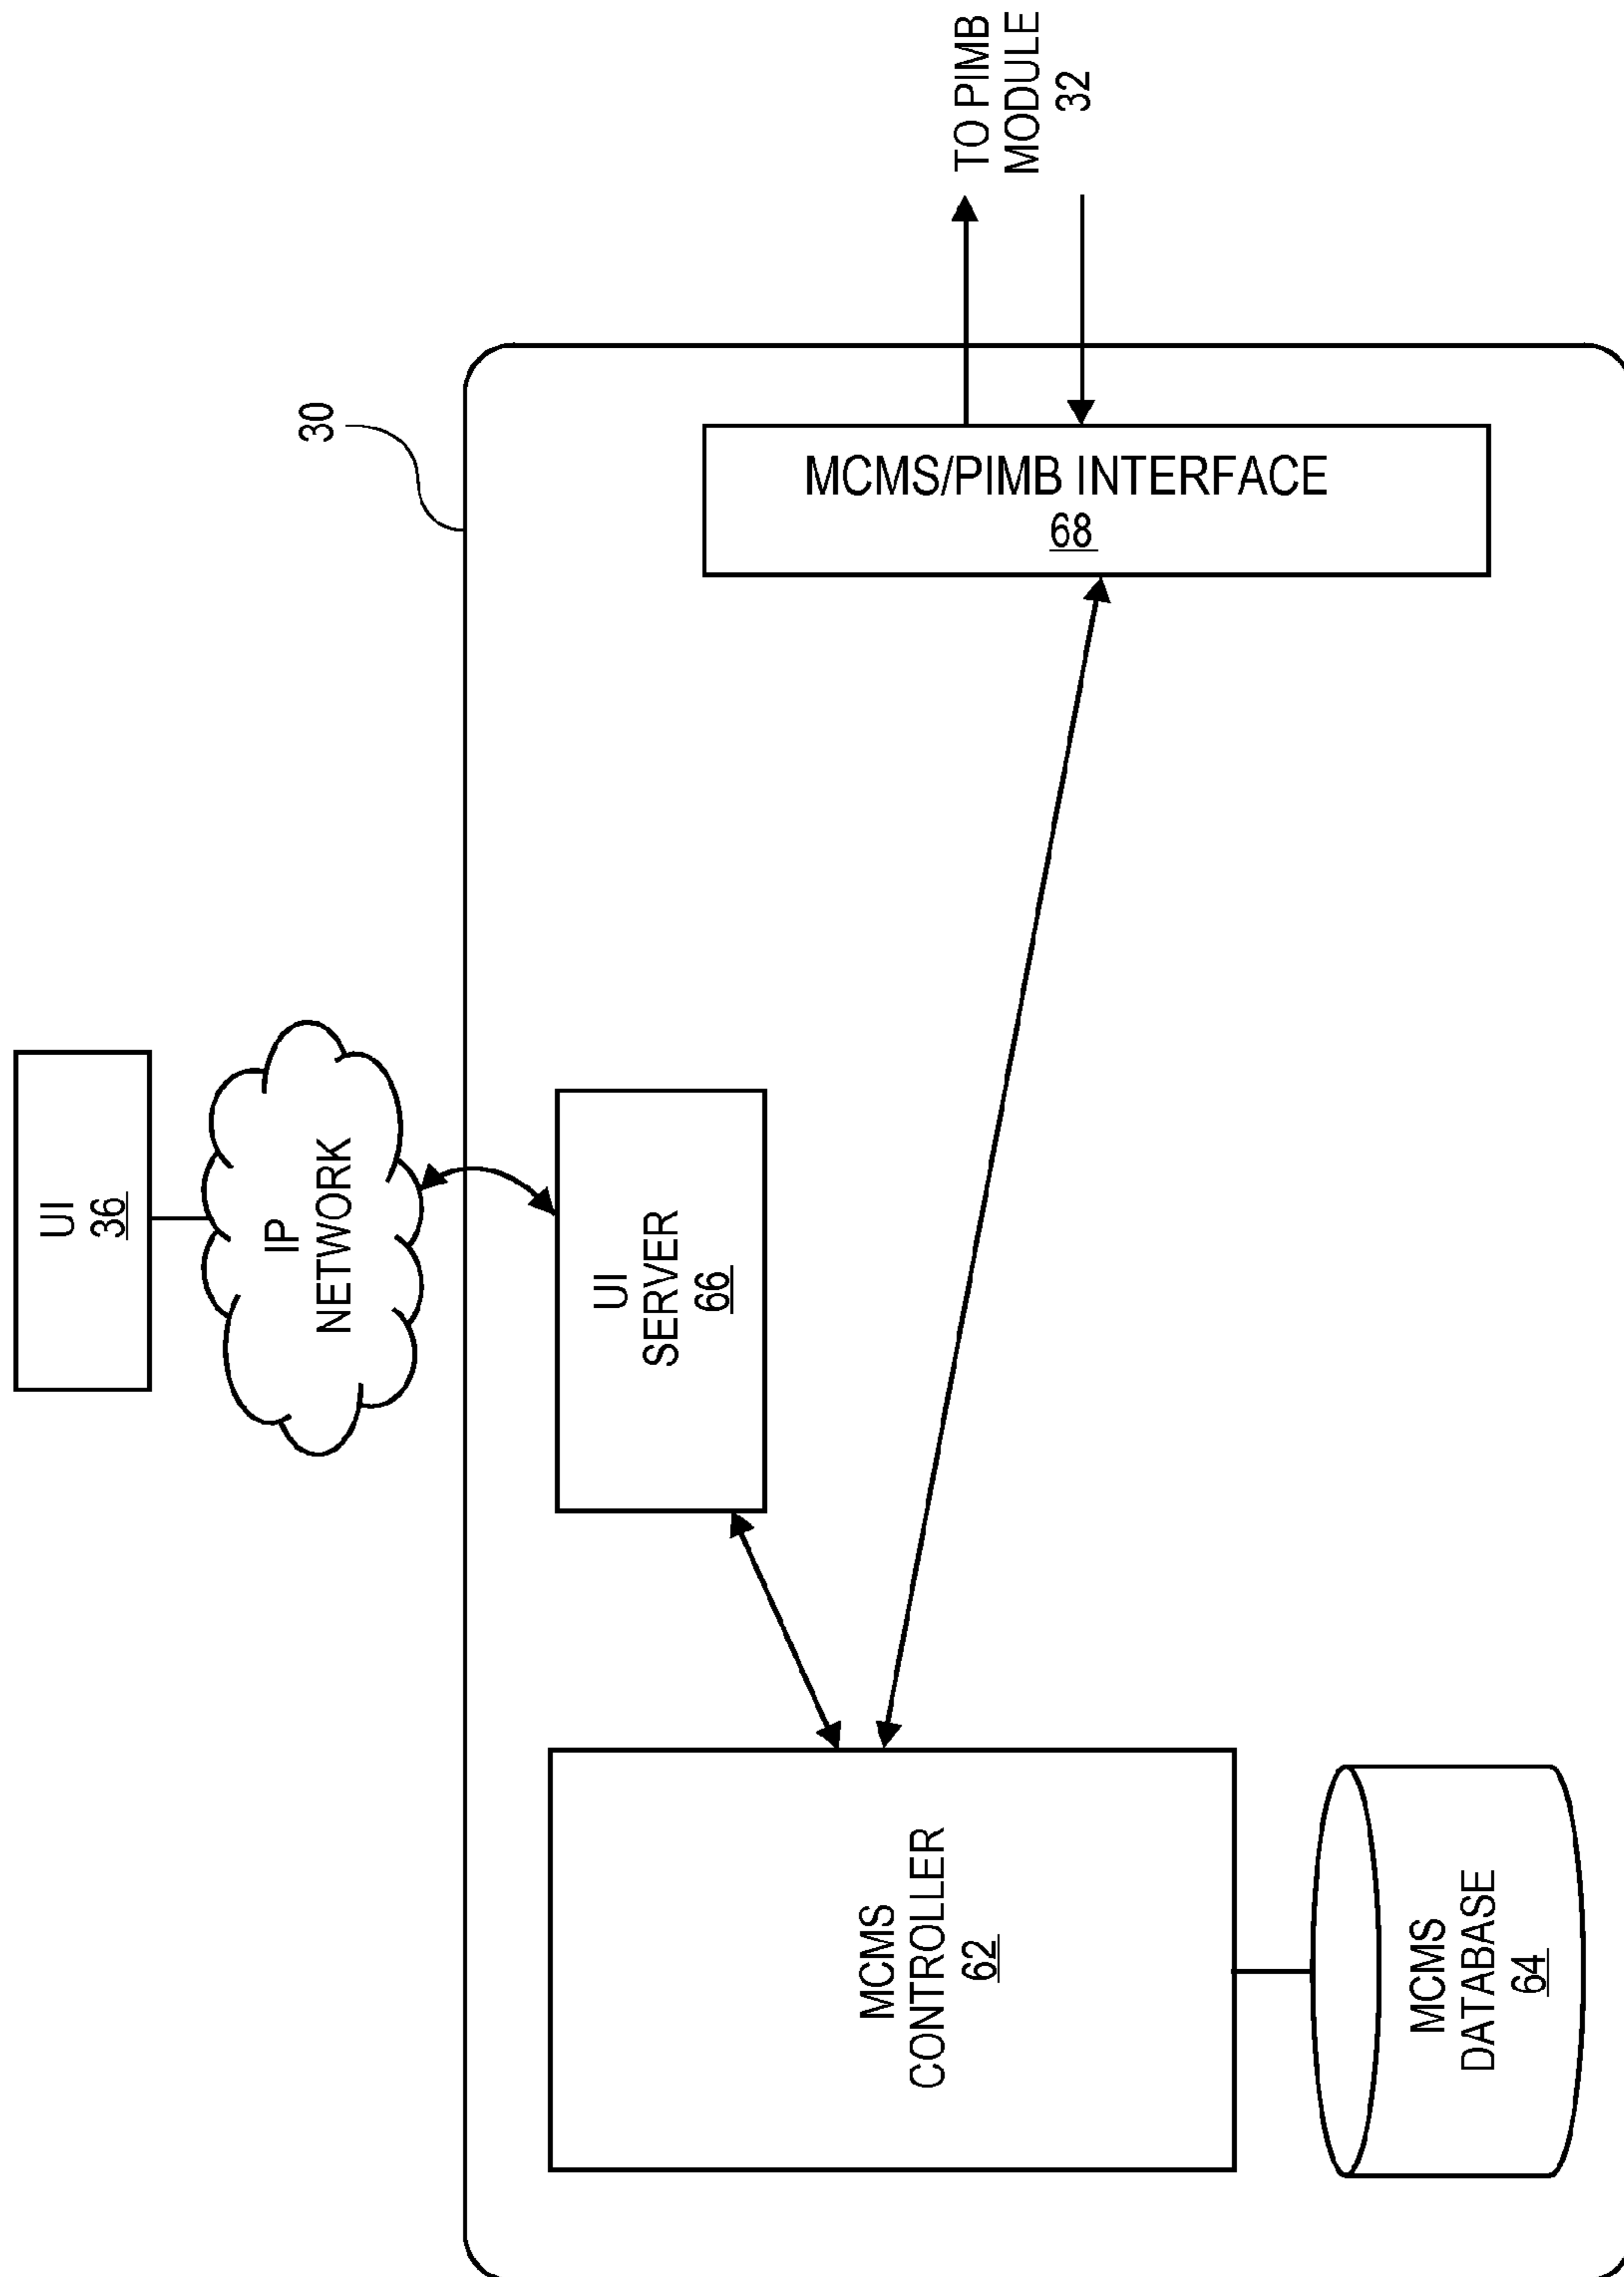 UI
36
IP
NETWORK
30
UI
SERVER
66
TO PIMB
MODULE
32
MCMS/PIMB INTERFACE
68
MCMS
CONTROLLER
62
MCMS
DATABASE
64